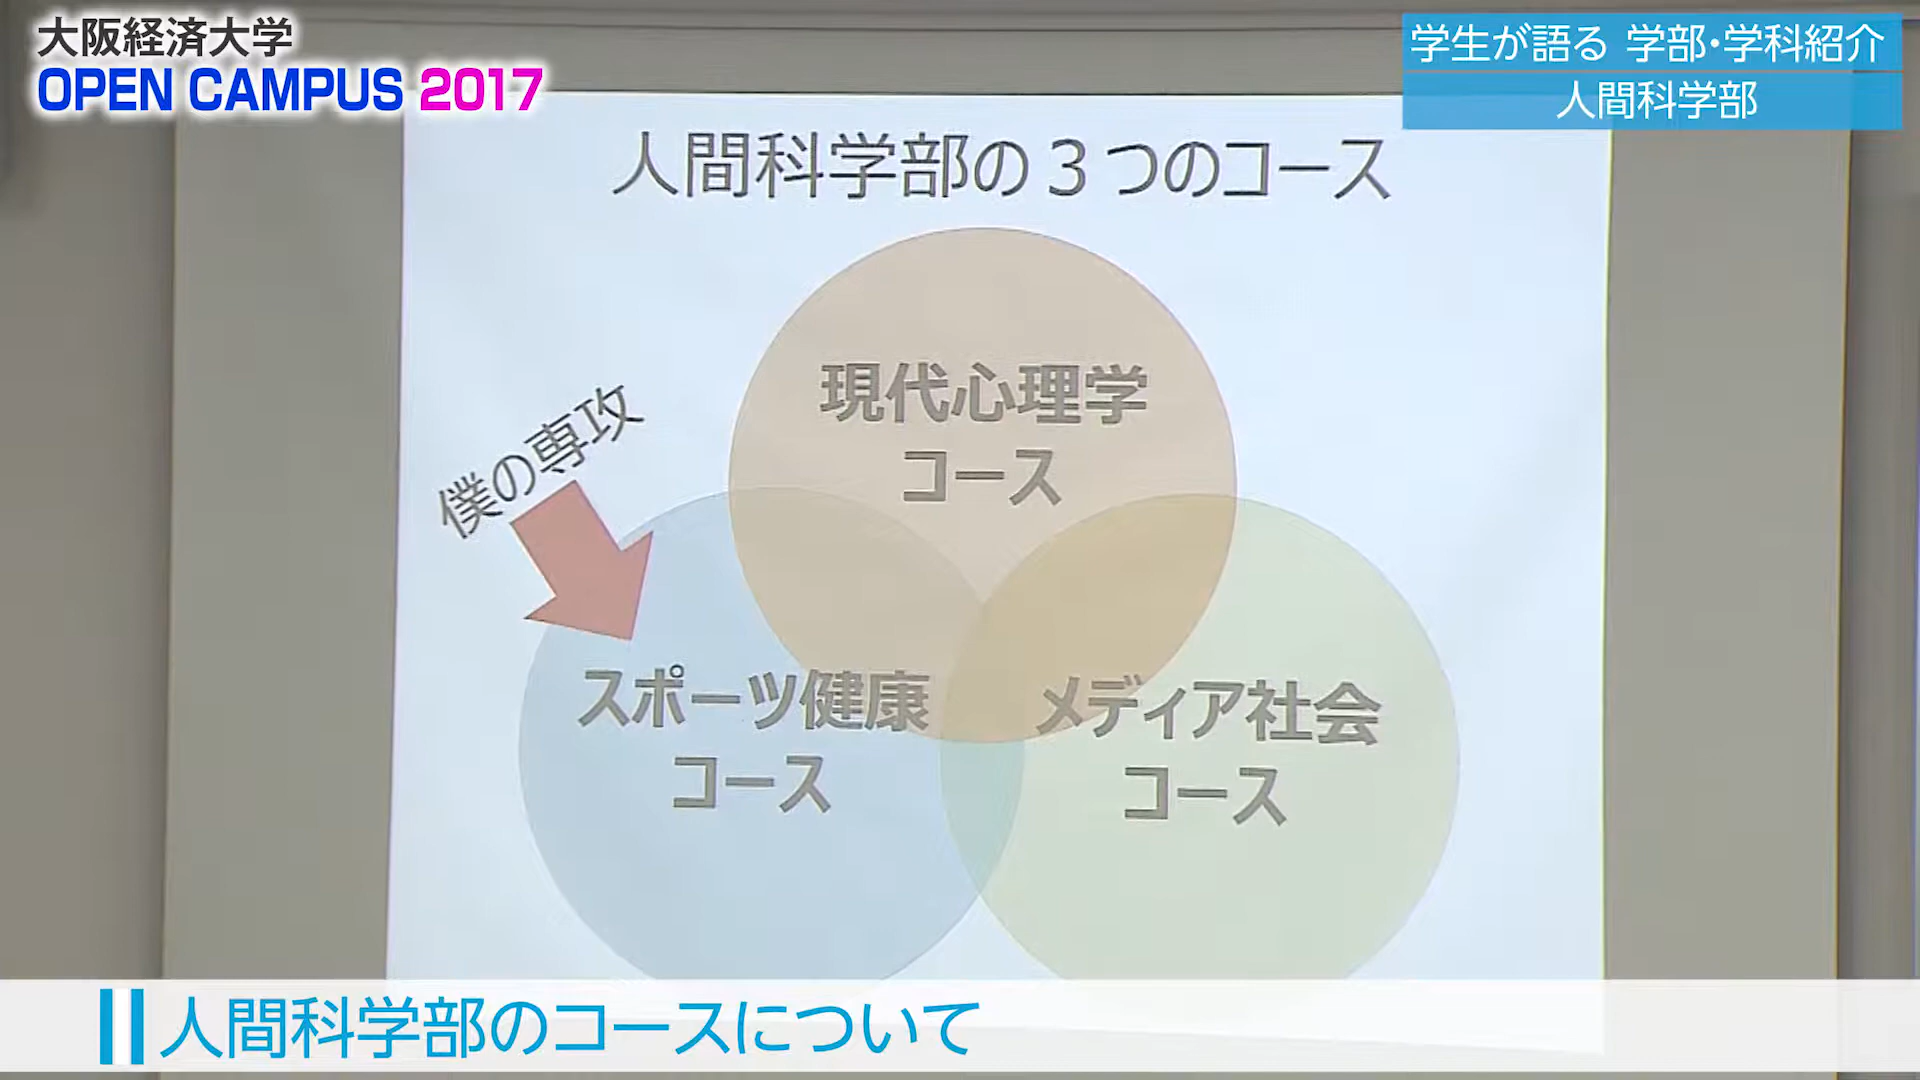 大阪経済大学
OPEN CAMPUS 2017
学生が語る 学部・学科紹介
人間科学部
人間科学部の3つのコース
現代心理学
コース
僕の専攻
スポーツ健康
コース
メディア社会
コース
人間科学部のコースについて